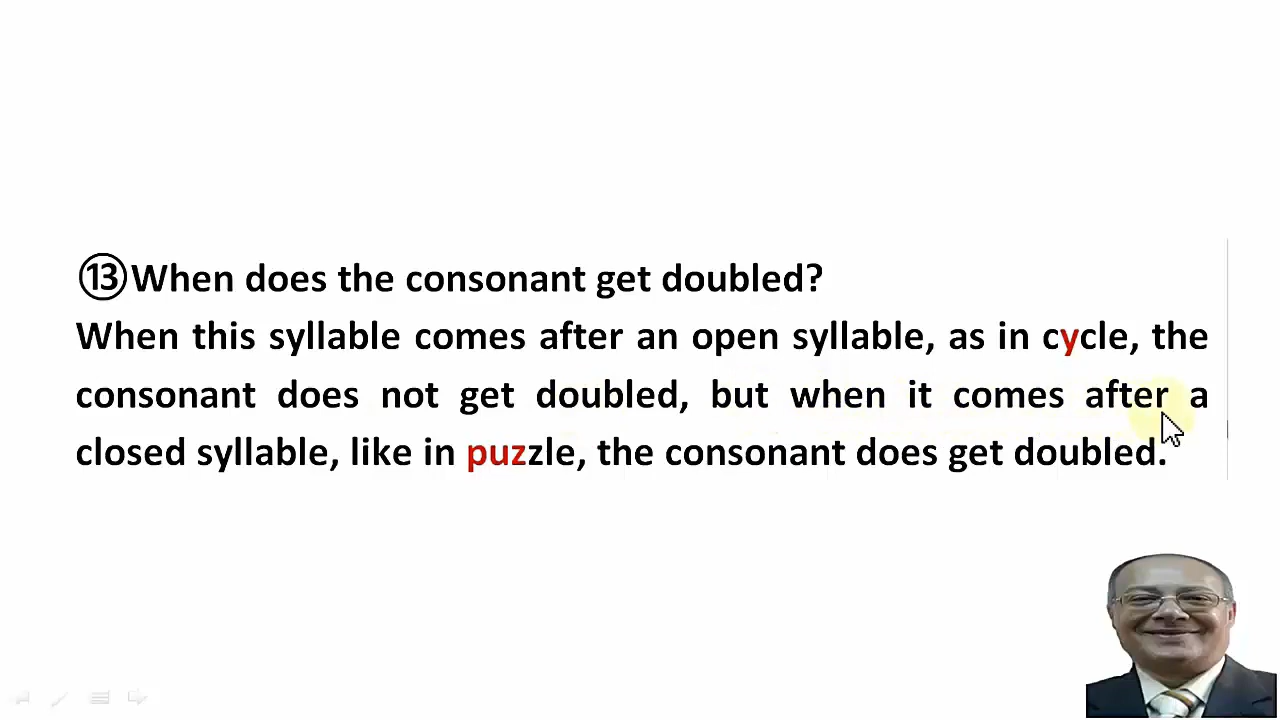 ⑬When does the consonant get doubled?
When this syllable comes after an open syllable, as in cycle, the
consonant does not get doubled, but when it comes after a
closed syllable, like in puzzle, the consonant does get doubled.